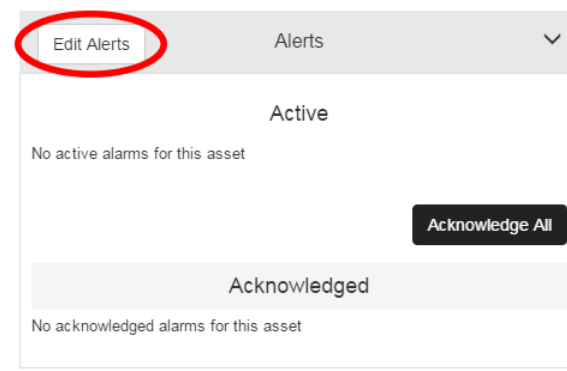 Edit Alerts
Alerts
Active
No active alarms for this asset
Acknowledge All
Acknowledged
No acknowledged alarms for this asset